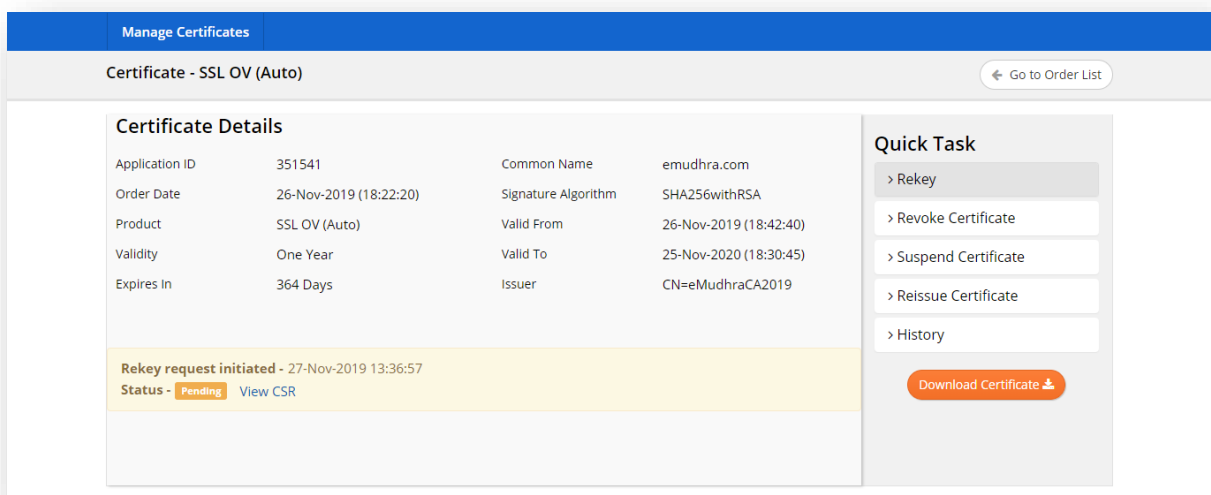 Manage Certificates
Certificate - SSL OV (Auto)
Go to Order List
Certificate Details
Application ID 351541 Common Name emudhra.com
Order Date 26-Nov-2019 (18:22:20) Signature Algorithm SHA256withRSA
Product SSL OV (Auto) Valid From 26-Nov-2019 (18:42:40)
Validity One Year Valid To 25-Nov-2020 (18:30:45)
Expires In 364 Days Issuer CN=eMudhraCA2019
Rekey request initiated - 27-Nov-2019 13:36:57
Status - Pending View CSR
Quick Task
> Rekey
> Revoke Certificate
> Suspend Certificate
> Reissue Certificate
> History
Download Certificate